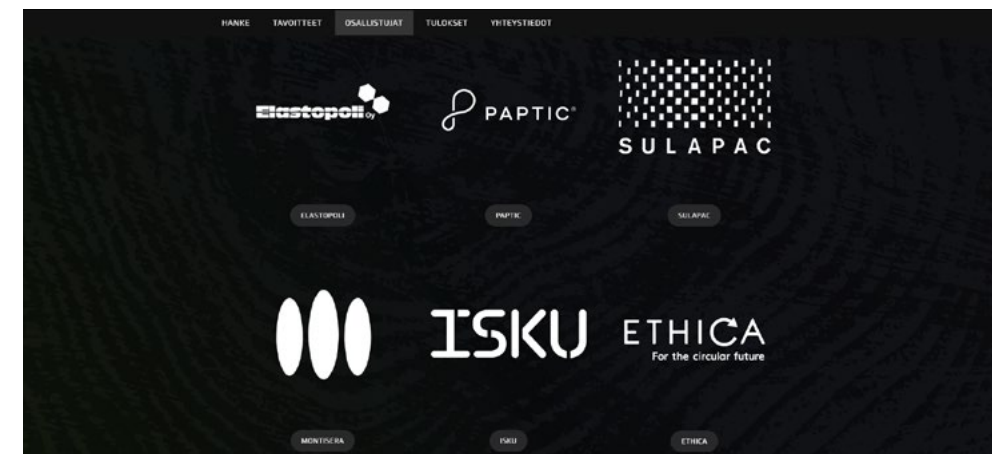 HANKE TAVOITTEET OSALLISTUJAT TULOKSET YHTEYSTIEDOT
Elastopoli Oy
PAPTIC®
SULAPAC
ELASTOPOLI PAPTIC SULAPAC
ISKU
ETHICA
For the circular future
MONTISERA ISKU ETHICA